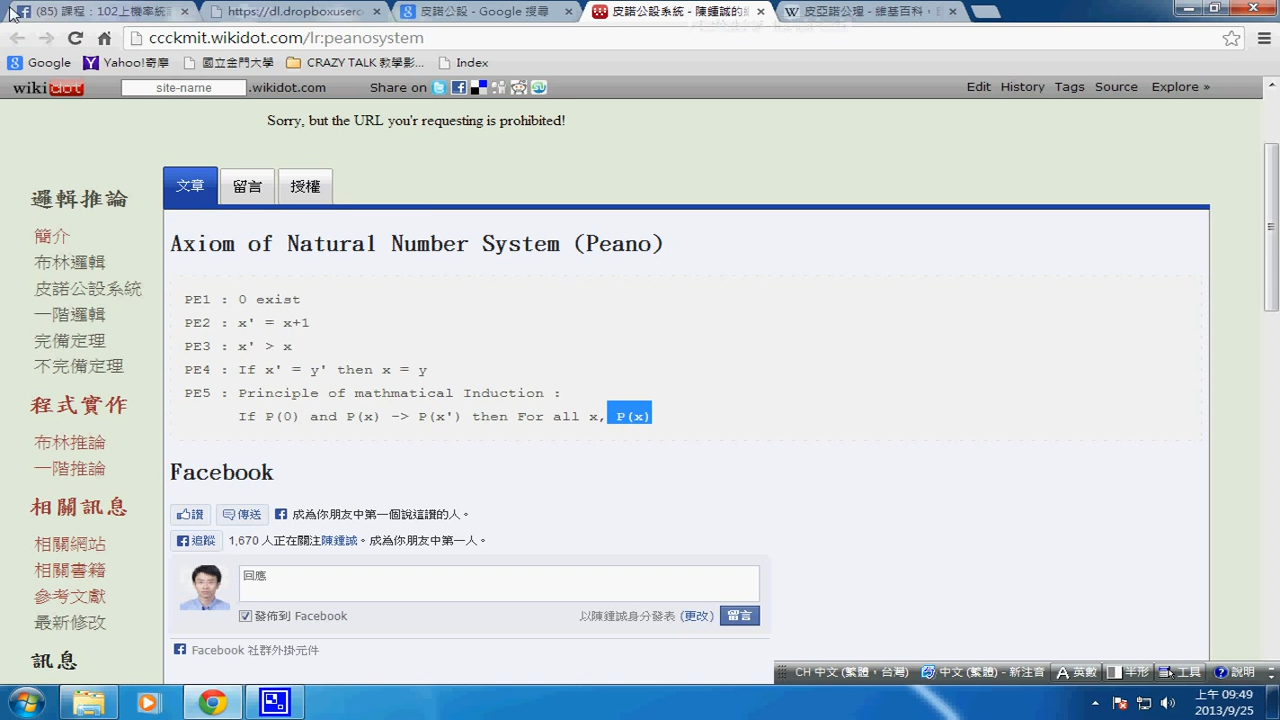 (85) 課程：102上機率統
https://dl.dropboxuserco
皮諾公設 - Google 搜尋
皮諾公設系統 - 陳鍾誠的
皮亞諾公理 - 維基百科，
ccckmit.wikidot.com/lr:peanosystem
Google
Yahoo!奇摩
國立金門大學
CRAZY TALK 教學影...
Index
wikidot
site-name
.wikidot.com
Share on
Edit
History
Tags
Source
Explore »
Sorry, but the URL you'r requesting is prohibited!
邏輯推論
簡介
布林邏輯
皮諾公設系統
一階邏輯
完備定理
不完備定理
程式實作
布林推論
一階推論
相關訊息
相關網站
相關書籍
參考文獻
最新修改
訊息
文章
留言
授權
Axiom of Natural Number System (Peano)
PE1 : 0 exist
PE2 : x' = x+1
PE3 : x' > x
PE4 : If x' = y' then x = y
PE5 : Principle of mathmatical Induction :
If P(0) and P(x) -> P(x') then For all x, P(x)
Facebook
讚
傳送
成為你朋友中第一個說這讚的人。
追蹤
1,670 人正在關注陳鍾誠。成為你朋友中第一人。
回應
發佈到 Facebook
以陳鍾誠身分發表 (更改)
留言
Facebook 社群外掛元件
CH 中文 (繁體，台灣)
中文 (繁體) - 新注音
英數
半形
工具
說明
上午 09:49
2013/9/25